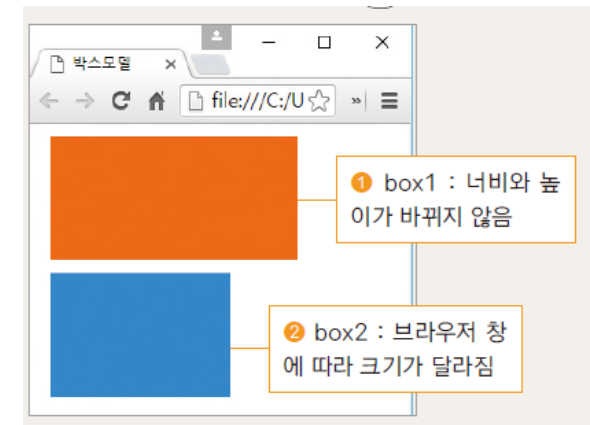 박스모델
file:///C:/U
»
❶ box1 : 너비와 높
이가 바뀌지 않음
❷ box2 : 브라우저 창
에 따라 크기가 달라짐